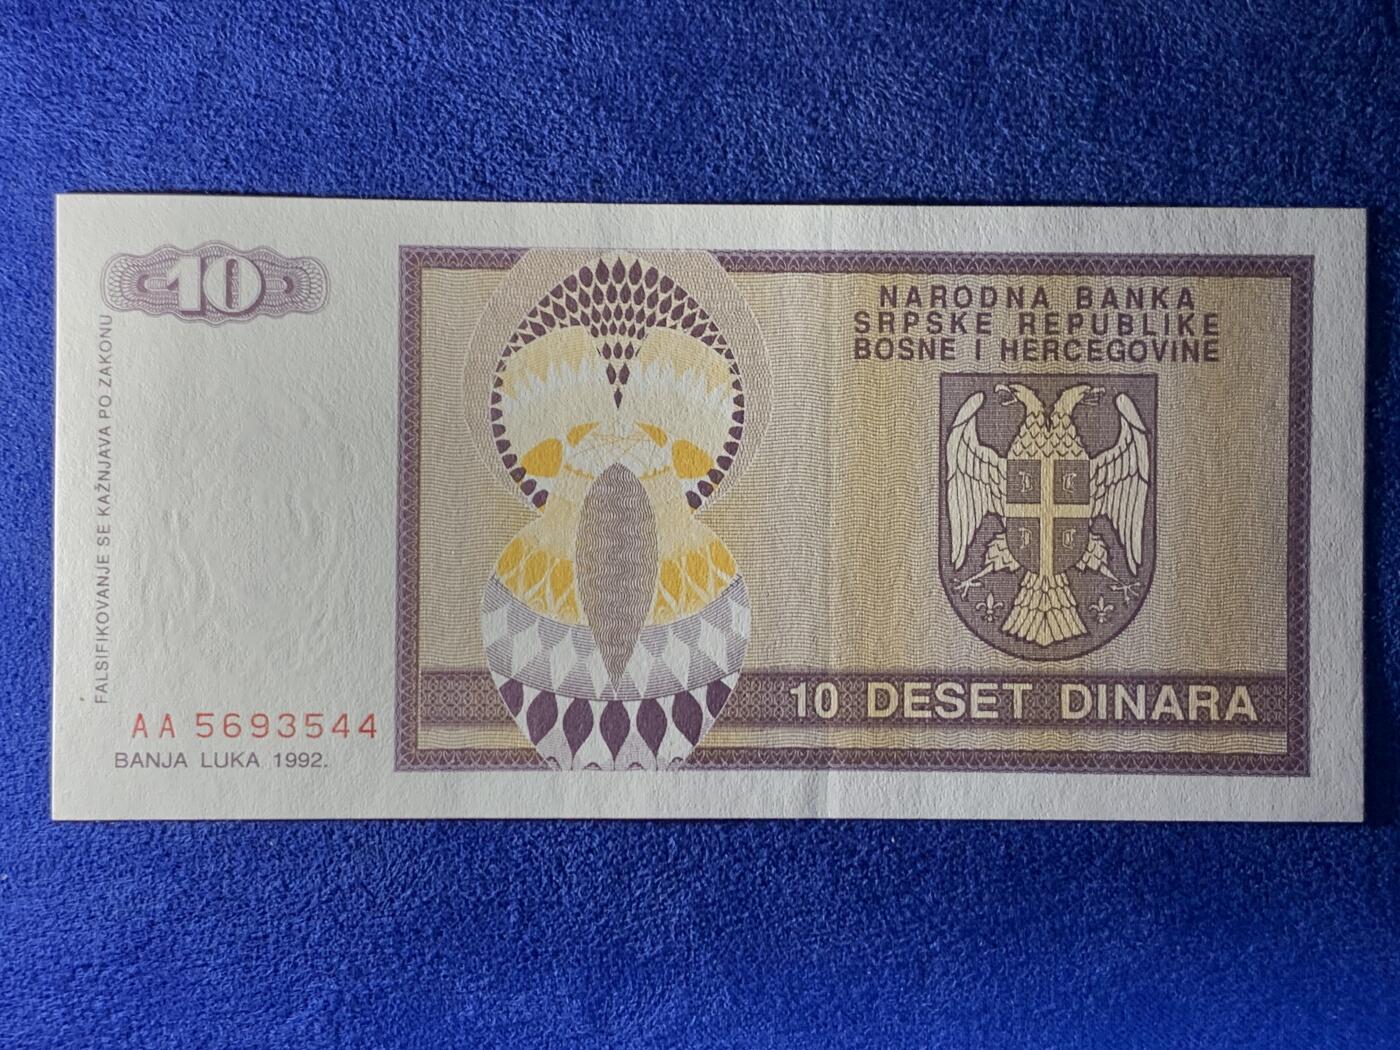 10
FALSIFIKOVANJE SE KAŽNJAVA PO ZAKONU
AA 5693544
BANJA LUKA 1992.
NARODNA BANKA
SRPSKE REPUBLIKE
BOSNE I HERCEGOVINE
10 DESET DINARA